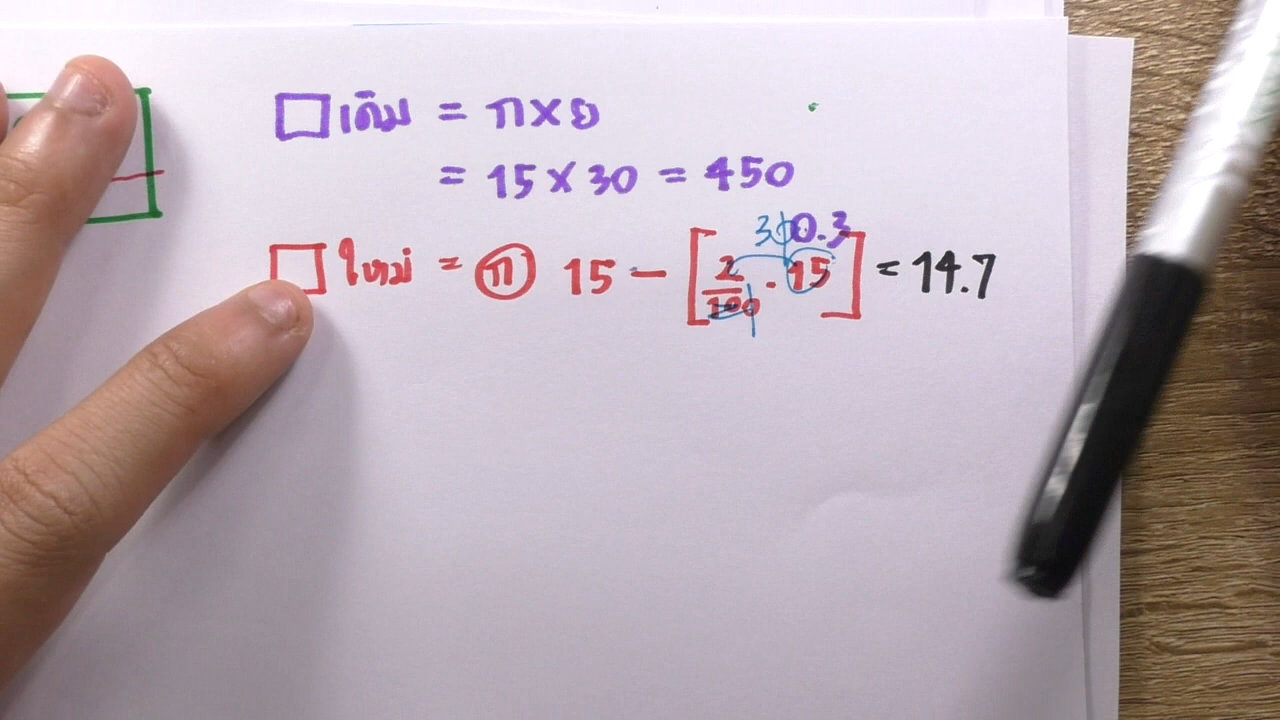 □ เดิม = ก×ย
= 15×30 = 450
30 0.3
□ ใหม่ = ก 15 - [2/100 · 15] = 14.7